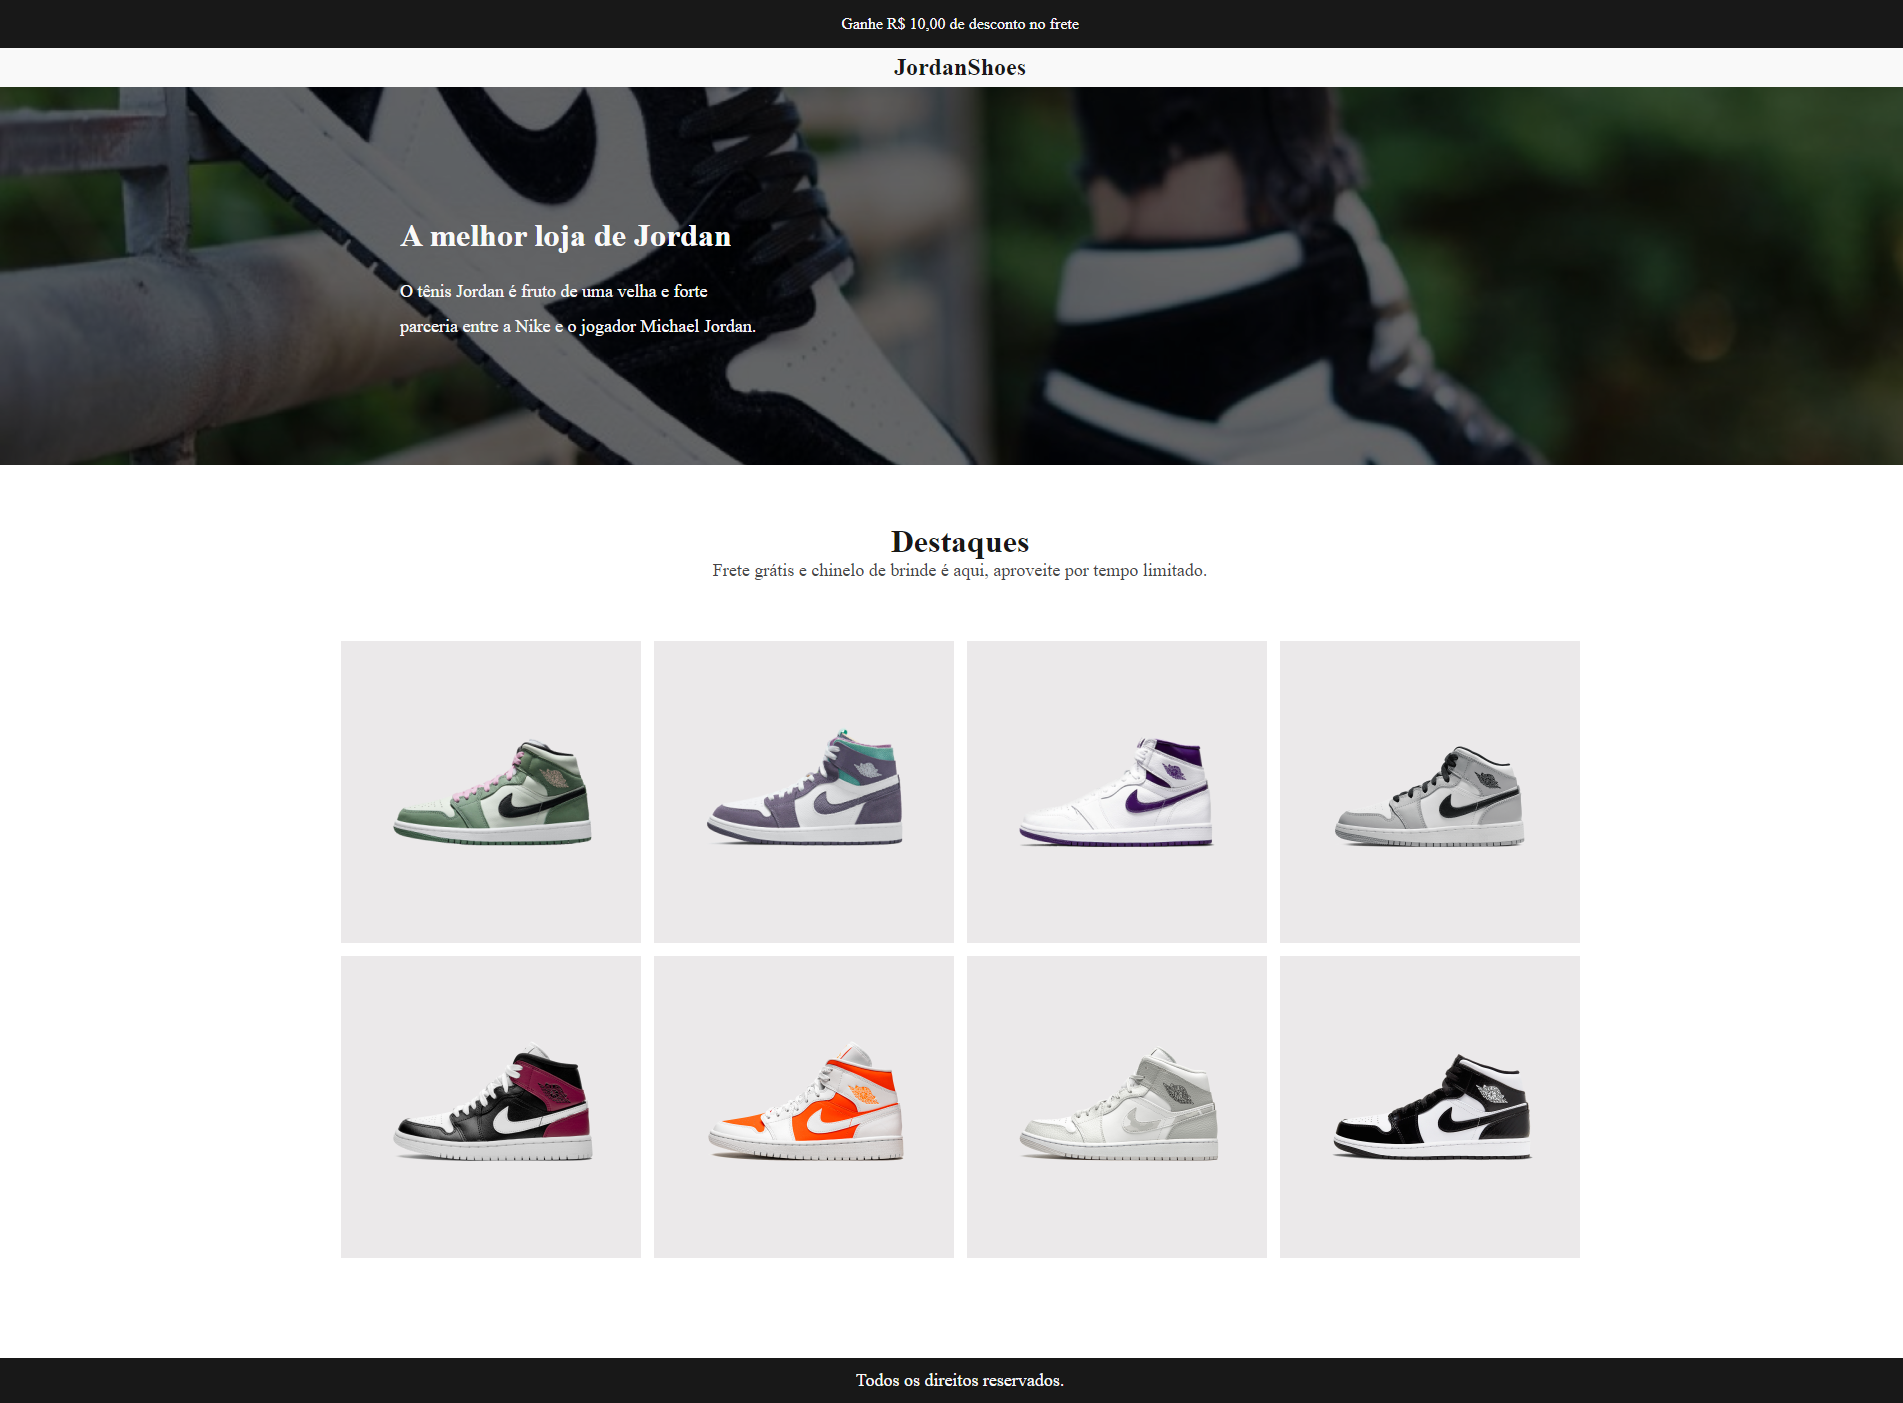 Ganhe R$ 10,00 de desconto no frete
JordanShoes
A melhor loja de Jordan
O tênis Jordan é fruto de uma velha e forte
parceria entre a Nike e o jogador Michael Jordan.
Destaques
Frete grátis e chinelo de brinde é aqui, aproveite por tempo limitado.
Todos os direitos reservados.